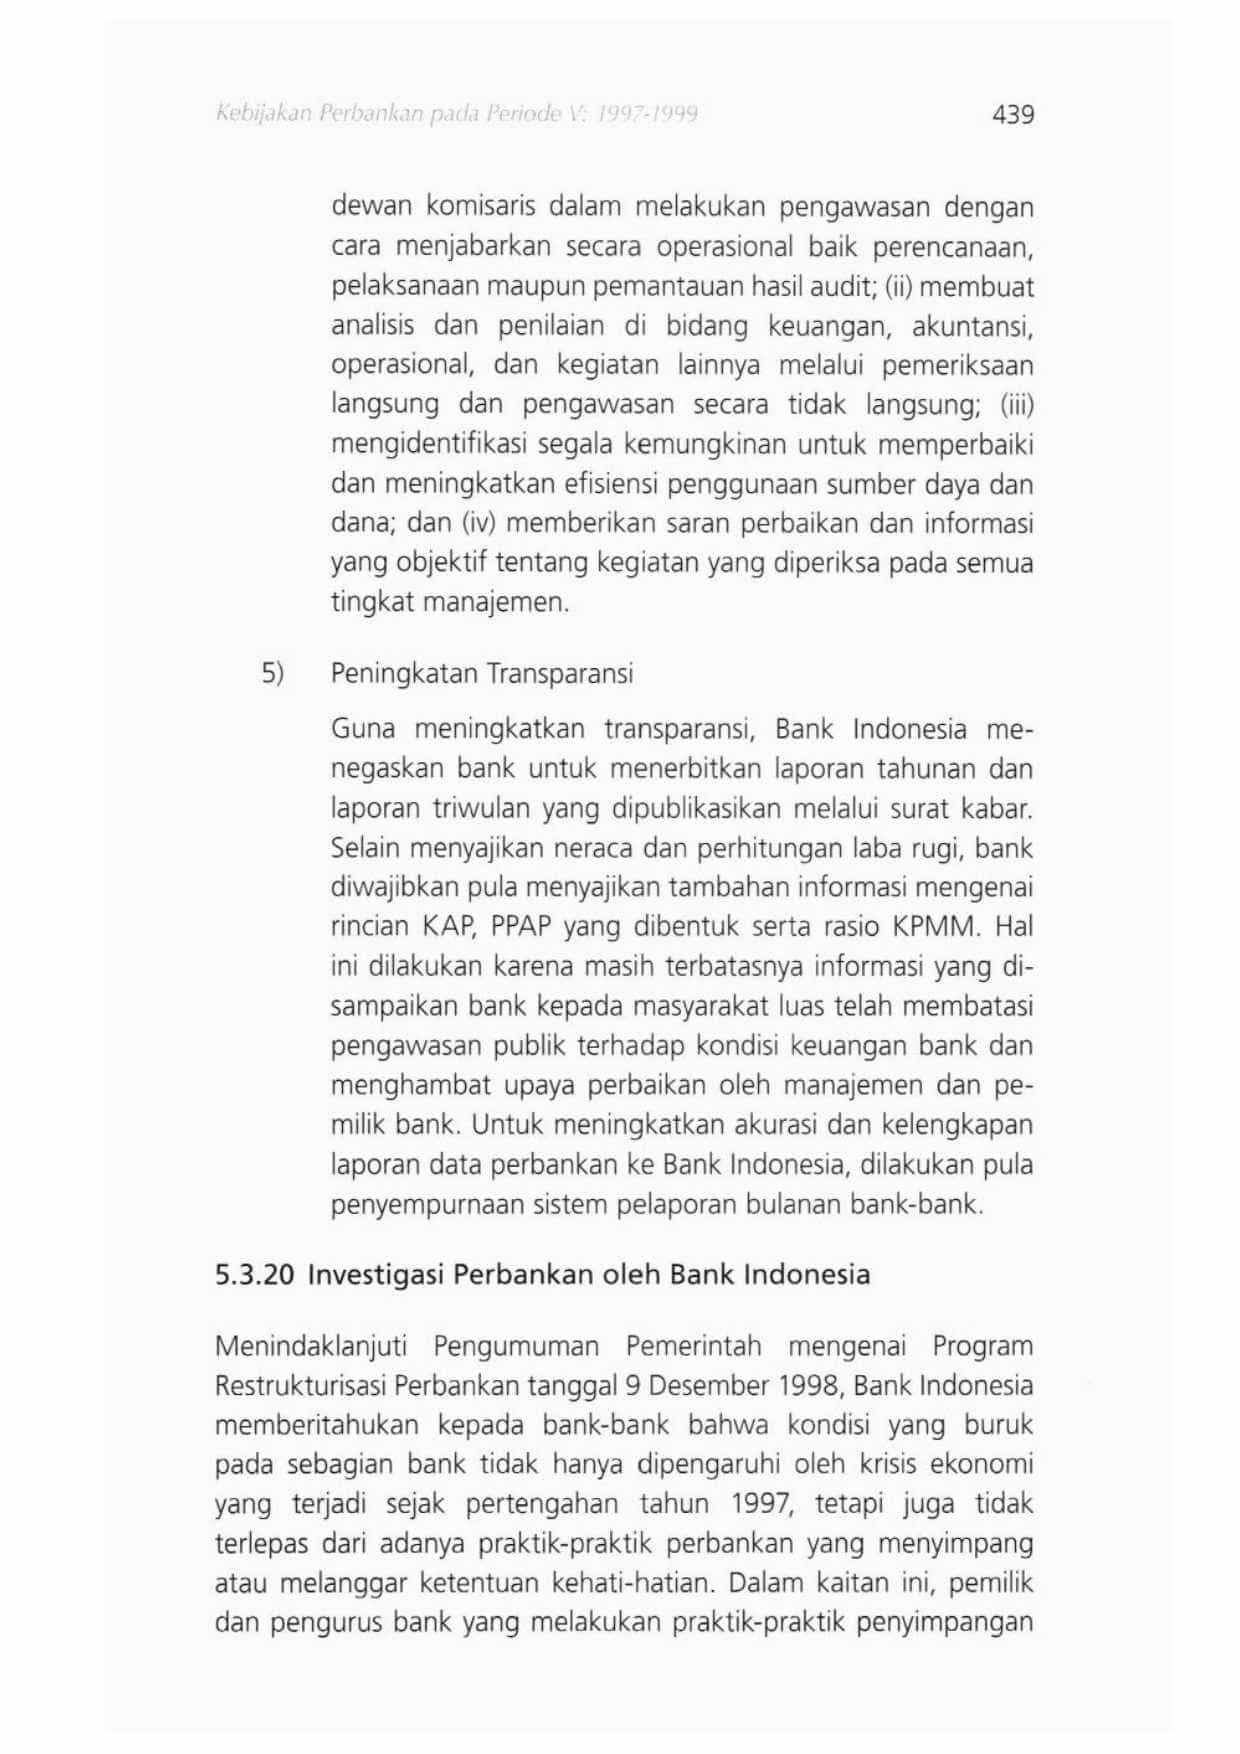 Kebijakan Perbankan pada Periode V: 1997-1999 439
dewan komisaris dalam melakukan pengawasan dengan
cara menjabarkan secara operasional baik perencanaan,
pelaksanaan maupun pemantauan hasil audit; (ii) membuat
analisis dan penilaian di bidang keuangan, akuntansi,
operasional, dan kegiatan lainnya melalui pemeriksaan
langsung dan pengawasan secara tidak langsung; (iii)
mengidentifikasi segala kemungkinan untuk memperbaiki
dan meningkatkan efisiensi penggunaan sumber daya dan
dana; dan (iv) memberikan saran perbaikan dan informasi
yang objektif tentang kegiatan yang diperiksa pada semua
tingkat manajemen.
5) Peningkatan Transparansi
Guna meningkatkan transparansi, Bank Indonesia me-
negaskan bank untuk menerbitkan laporan tahunan dan
laporan triwulan yang dipublikasikan melalui surat kabar.
Selain menyajikan neraca dan perhitungan laba rugi, bank
diwajibkan pula menyajikan tambahan informasi mengenai
rincian KAP, PPAP yang dibentuk serta rasio KPMM. Hal
ini dilakukan karena masih terbatasnya informasi yang di-
sampaikan bank kepada masyarakat luas telah membatasi
pengawasan publik terhadap kondisi keuangan bank dan
menghambat upaya perbaikan oleh manajemen dan pe-
milik bank. Untuk meningkatkan akurasi dan kelengkapan
laporan data perbankan ke Bank Indonesia, dilakukan pula
penyempurnaan sistem pelaporan bulanan bank-bank.
5.3.20 Investigasi Perbankan oleh Bank Indonesia
Menindaklanjuti Pengumuman Pemerintah mengenai Program
Restrukturisasi Perbankan tanggal 9 Desember 1998, Bank Indonesia
memberitahukan kepada bank-bank bahwa kondisi yang buruk
pada sebagian bank tidak hanya dipengaruhi oleh krisis ekonomi
yang terjadi sejak pertengahan tahun 1997, tetapi juga tidak
terlepas dari adanya praktik-praktik perbankan yang menyimpang
atau melanggar ketentuan kehati-hatian. Dalam kaitan ini, pemilik
dan pengurus bank yang melakukan praktik-praktik penyimpangan